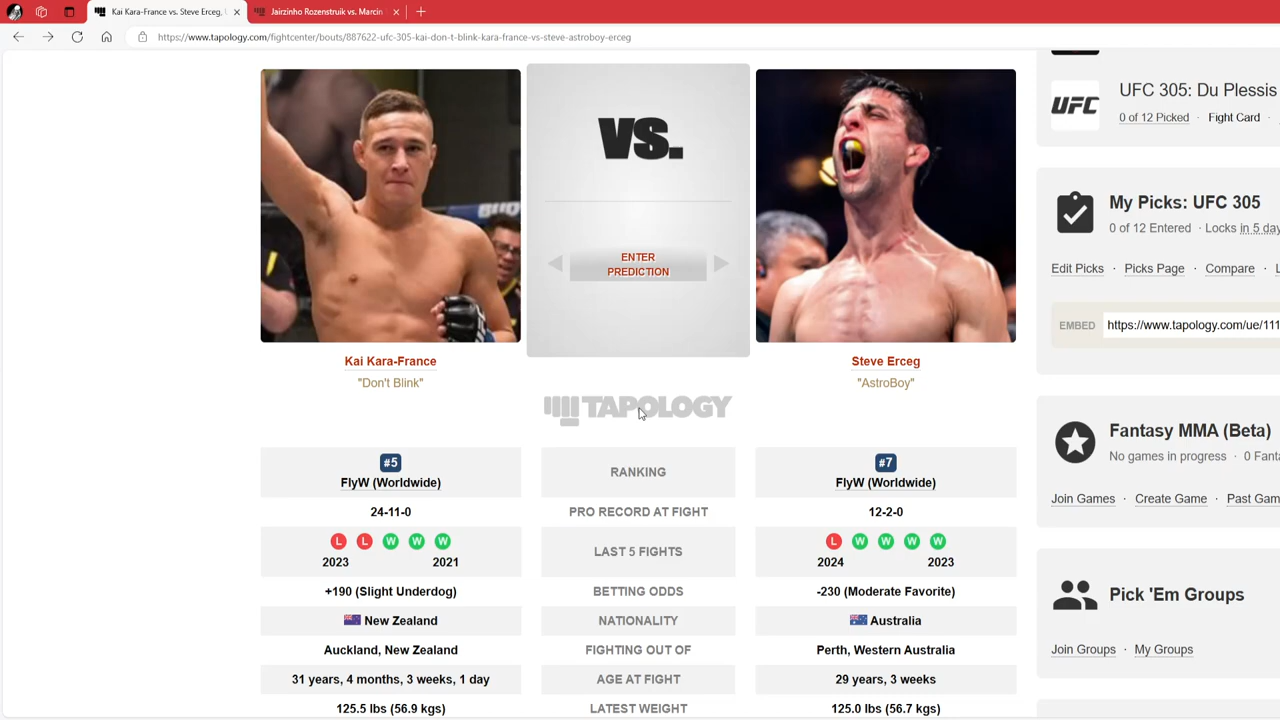 Kai Kara-France vs. Steve Erceg,
Jairzinho Rozenstruik vs. Marcin
https://www.tapology.com/fightcenter/bouts/887622-ufc-305-kai-don-t-blink-kara-france-vs-steve-astroboy-erceg
VS.
ENTER
PREDICTION
Kai Kara-France
"Don't Blink"
Steve Erceg
"AstroBoy"
TAPOLOGY
#5
FlyW (Worldwide)
RANKING
#7
FlyW (Worldwide)
24-11-0
PRO RECORD AT FIGHT
12-2-0
L L W W W
2023 2021
LAST 5 FIGHTS
L W W W W
2024 2023
+190 (Slight Underdog)
BETTING ODDS
-230 (Moderate Favorite)
New Zealand
NATIONALITY
Australia
Auckland, New Zealand
FIGHTING OUT OF
Perth, Western Australia
31 years, 4 months, 3 weeks, 1 day
AGE AT FIGHT
29 years, 3 weeks
125.5 lbs (56.9 kgs)
LATEST WEIGHT
125.0 lbs (56.7 kgs)
UFC
UFC 305: Du Plessis
0 of 12 Picked · Fight Card ·
My Picks: UFC 305
0 of 12 Entered · Locks in 5 day
Edit Picks · Picks Page · Compare ·
EMBED https://www.tapology.com/ue/111
Fantasy MMA (Beta)
No games in progress · 0 Fant
Join Games · Create Game · Past Gam
Pick 'Em Groups
Join Groups · My Groups